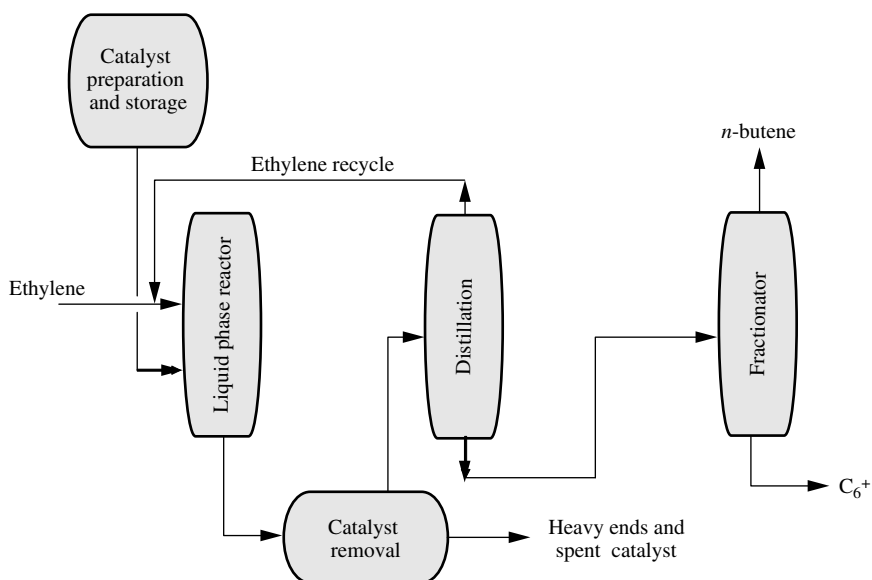 Catalyst
preparation
and storage
n-butene
Ethylene recycle
Ethylene
Liquid phase reactor
Distillation
Fractionator
C₆⁺
Catalyst
removal
Heavy ends and
spent catalyst